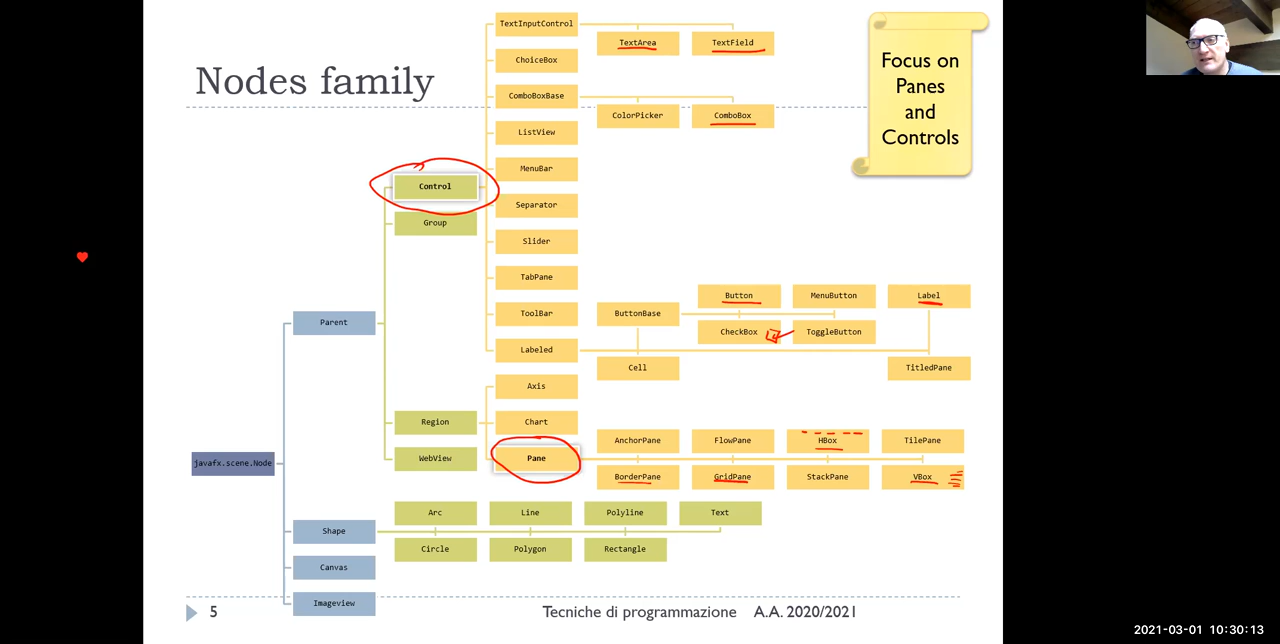 Nodes family
Focus on
Panes
and
Controls
TextInputControl
TextArea
TextField
ChoiceBox
ComboBoxBase
ColorPicker
ComboBox
ListView
MenuBar
Control
Separator
Group
Slider
TabPane
ToolBar
ButtonBase
Button
MenuButton
Label
CheckBox
ToggleButton
Parent
Labeled
Cell
TitledPane
Axis
Region
Chart
AnchorPane
FlowPane
HBox
TilePane
javafx.scene.Node
WebView
Pane
BorderPane
GridPane
StackPane
VBox
Arc
Line
Polyline
Text
Shape
Circle
Polygon
Rectangle
Canvas
Imageview
5
Tecniche di programmazione A.A. 2020/2021
2021-03-01 10:30:13